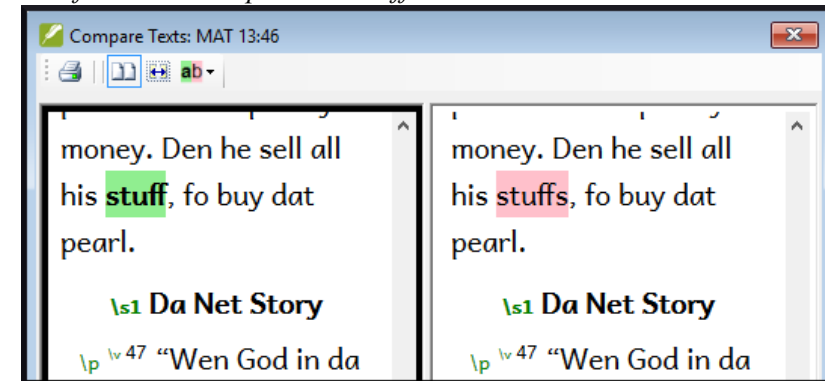 Compare Texts: MAT 13:46
ab
money. Den he sell all
his stuff, fo buy dat
pearl.
\s1 Da Net Story
\p \v 47 “Wen God in da
money. Den he sell all
his stuffs, fo buy dat
pearl.
\s1 Da Net Story
\p \v 47 “Wen God in da